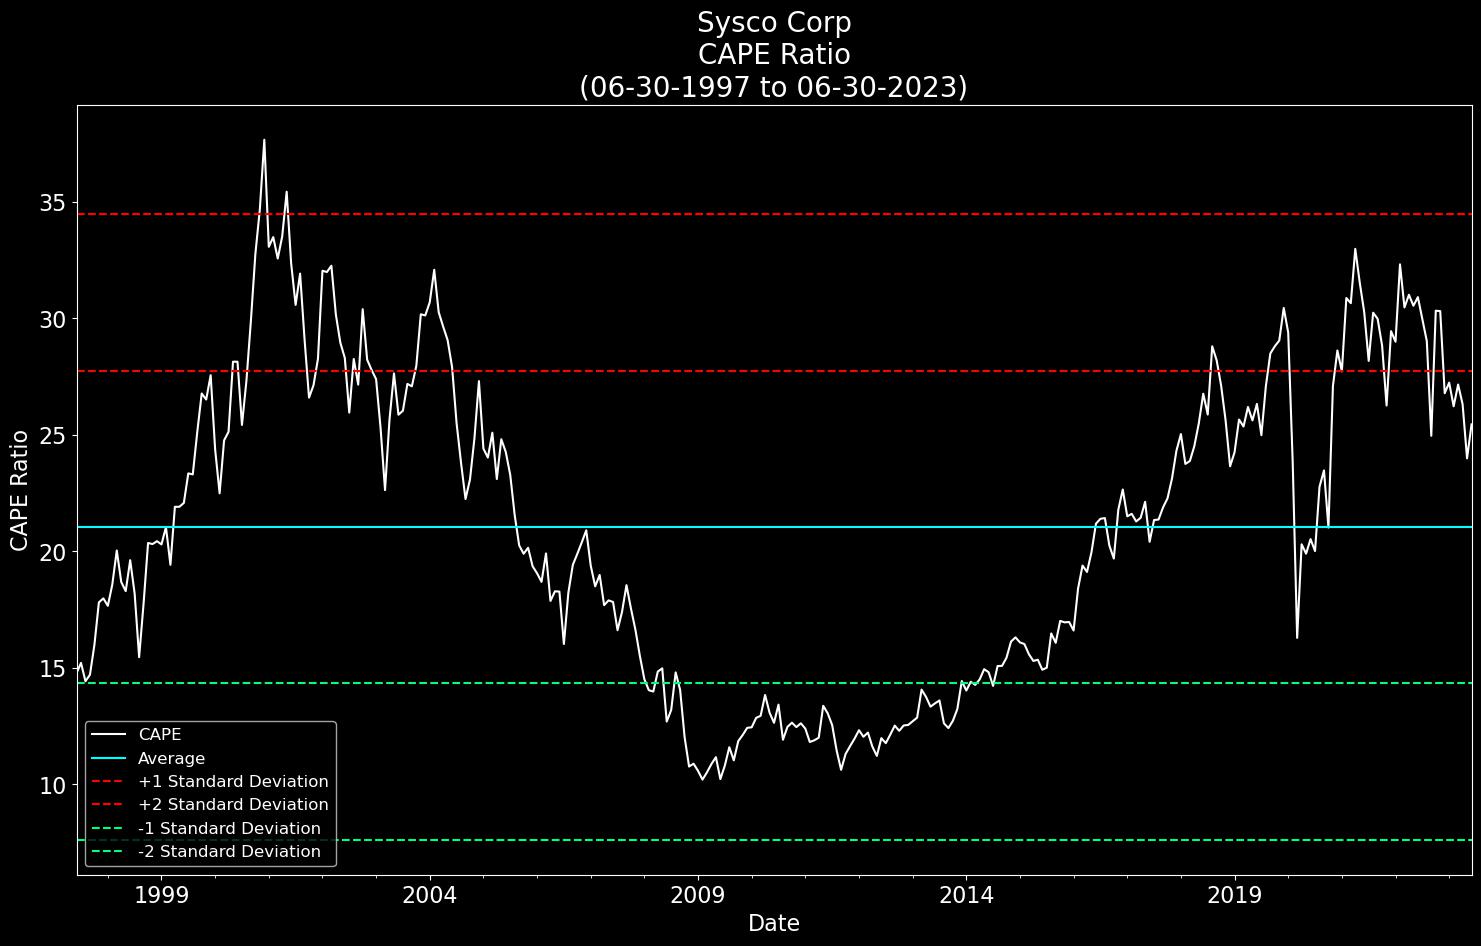 Sysco Corp
CAPE Ratio
(06-30-1997 to 06-30-2023)
CAPE Ratio
35
30
25
20
15
10
CAPE
Average
+1 Standard Deviation
+2 Standard Deviation
-1 Standard Deviation
-2 Standard Deviation
1999 2004 2009 2014 2019
Date